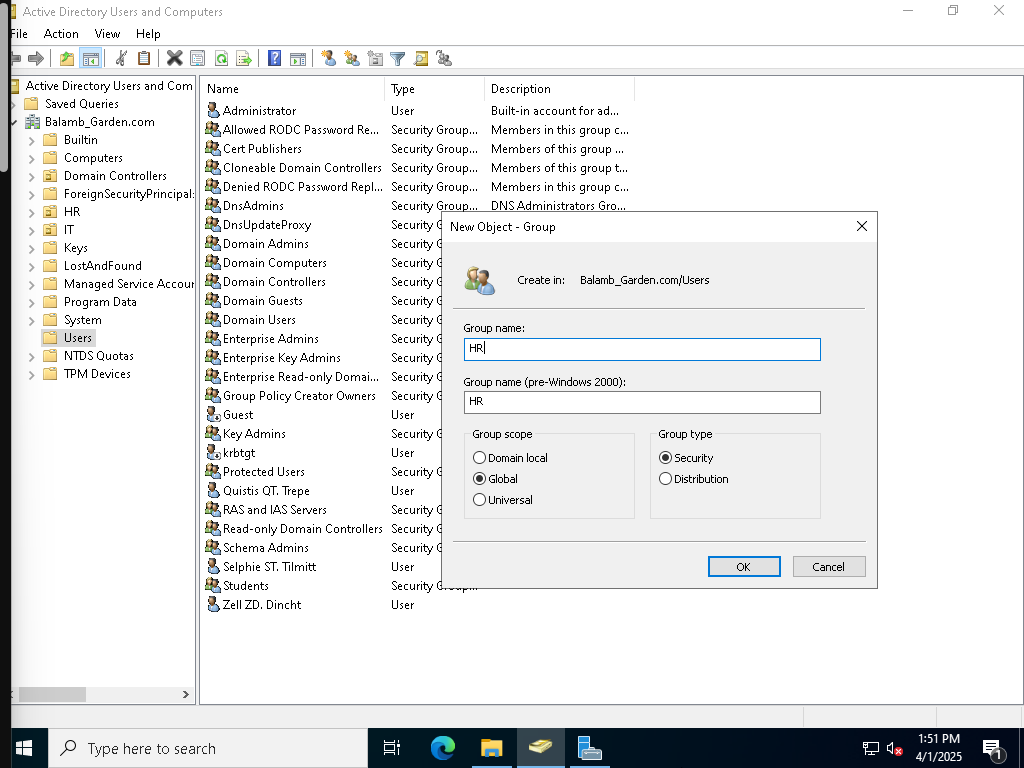 Active Directory Users and Computers
File Action View Help
Active Directory Users and Com
Saved Queries
Balamb_Garden.com
Builtin
Computers
Domain Controllers
ForeignSecurityPrincipals
HR
IT
Keys
LostAndFound
Managed Service Accour
Program Data
System
Users
NTDS Quotas
TPM Devices
Name Type Description
Administrator User Built-in account for ad...
Allowed RODC Password Re... Security Group... Members in this group c...
Cert Publishers Security Group... Members of this group ...
Cloneable Domain Controllers Security Group... Members of this group t...
Denied RODC Password Repl... Security Group... Members in this group c...
DnsAdmins Security Group... DNS Administrators Gro...
DnsUpdateProxy Security G
Domain Admins Security G
Domain Computers Security G
Domain Controllers Security G
Domain Guests Security G
Domain Users Security G
Enterprise Admins Security G
Enterprise Key Admins Security G
Enterprise Read-only Domai... Security G
Group Policy Creator Owners Security G
Guest User
Key Admins Security G
krbtgt User
Protected Users Security G
Quistis QT. Trepe User
RAS and IAS Servers Security G
Read-only Domain Controllers Security G
Schema Admins Security G
Selphie ST. Tilmitt User
Students Security Group...
Zell ZD. Dincht User
New Object - Group
Create in: Balamb_Garden.com/Users
Group name:
HR
Group name (pre-Windows 2000):
HR
Group scope
Domain local
Global
Universal
Group type
Security
Distribution
OK Cancel
Type here to search
1:51 PM
4/1/2025
1